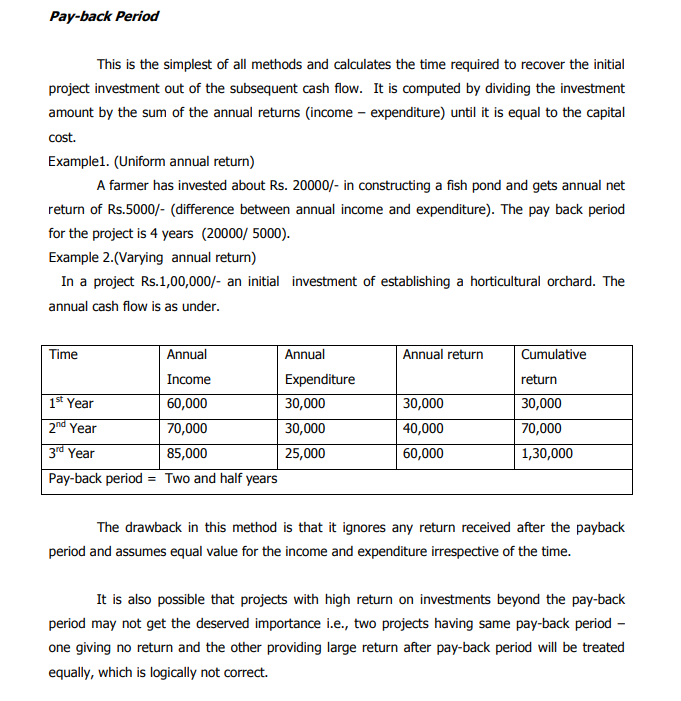 Pay-back Period
This is the simplest of all methods and calculates the time required to recover the initial
project investment out of the subsequent cash flow. It is computed by dividing the investment
amount by the sum of the annual returns (income – expenditure) until it is equal to the capital
cost.
Example1. (Uniform annual return)
A farmer has invested about Rs. 20000/- in constructing a fish pond and gets annual net
return of Rs.5000/- (difference between annual income and expenditure). The pay back period
for the project is 4 years (20000/ 5000).
Example 2.(Varying annual return)
In a project Rs.1,00,000/- an initial investment of establishing a horticultural orchard. The
annual cash flow is as under.
Time Annual Income Annual Expenditure Annual return Cumulative return
1st Year 60,000 30,000 30,000 30,000
2nd Year 70,000 30,000 40,000 70,000
3rd Year 85,000 25,000 60,000 1,30,000
Pay-back period = Two and half years
The drawback in this method is that it ignores any return received after the payback
period and assumes equal value for the income and expenditure irrespective of the time.
It is also possible that projects with high return on investments beyond the pay-back
period may not get the deserved importance i.e., two projects having same pay-back period –
one giving no return and the other providing large return after pay-back period will be treated
equally, which is logically not correct.